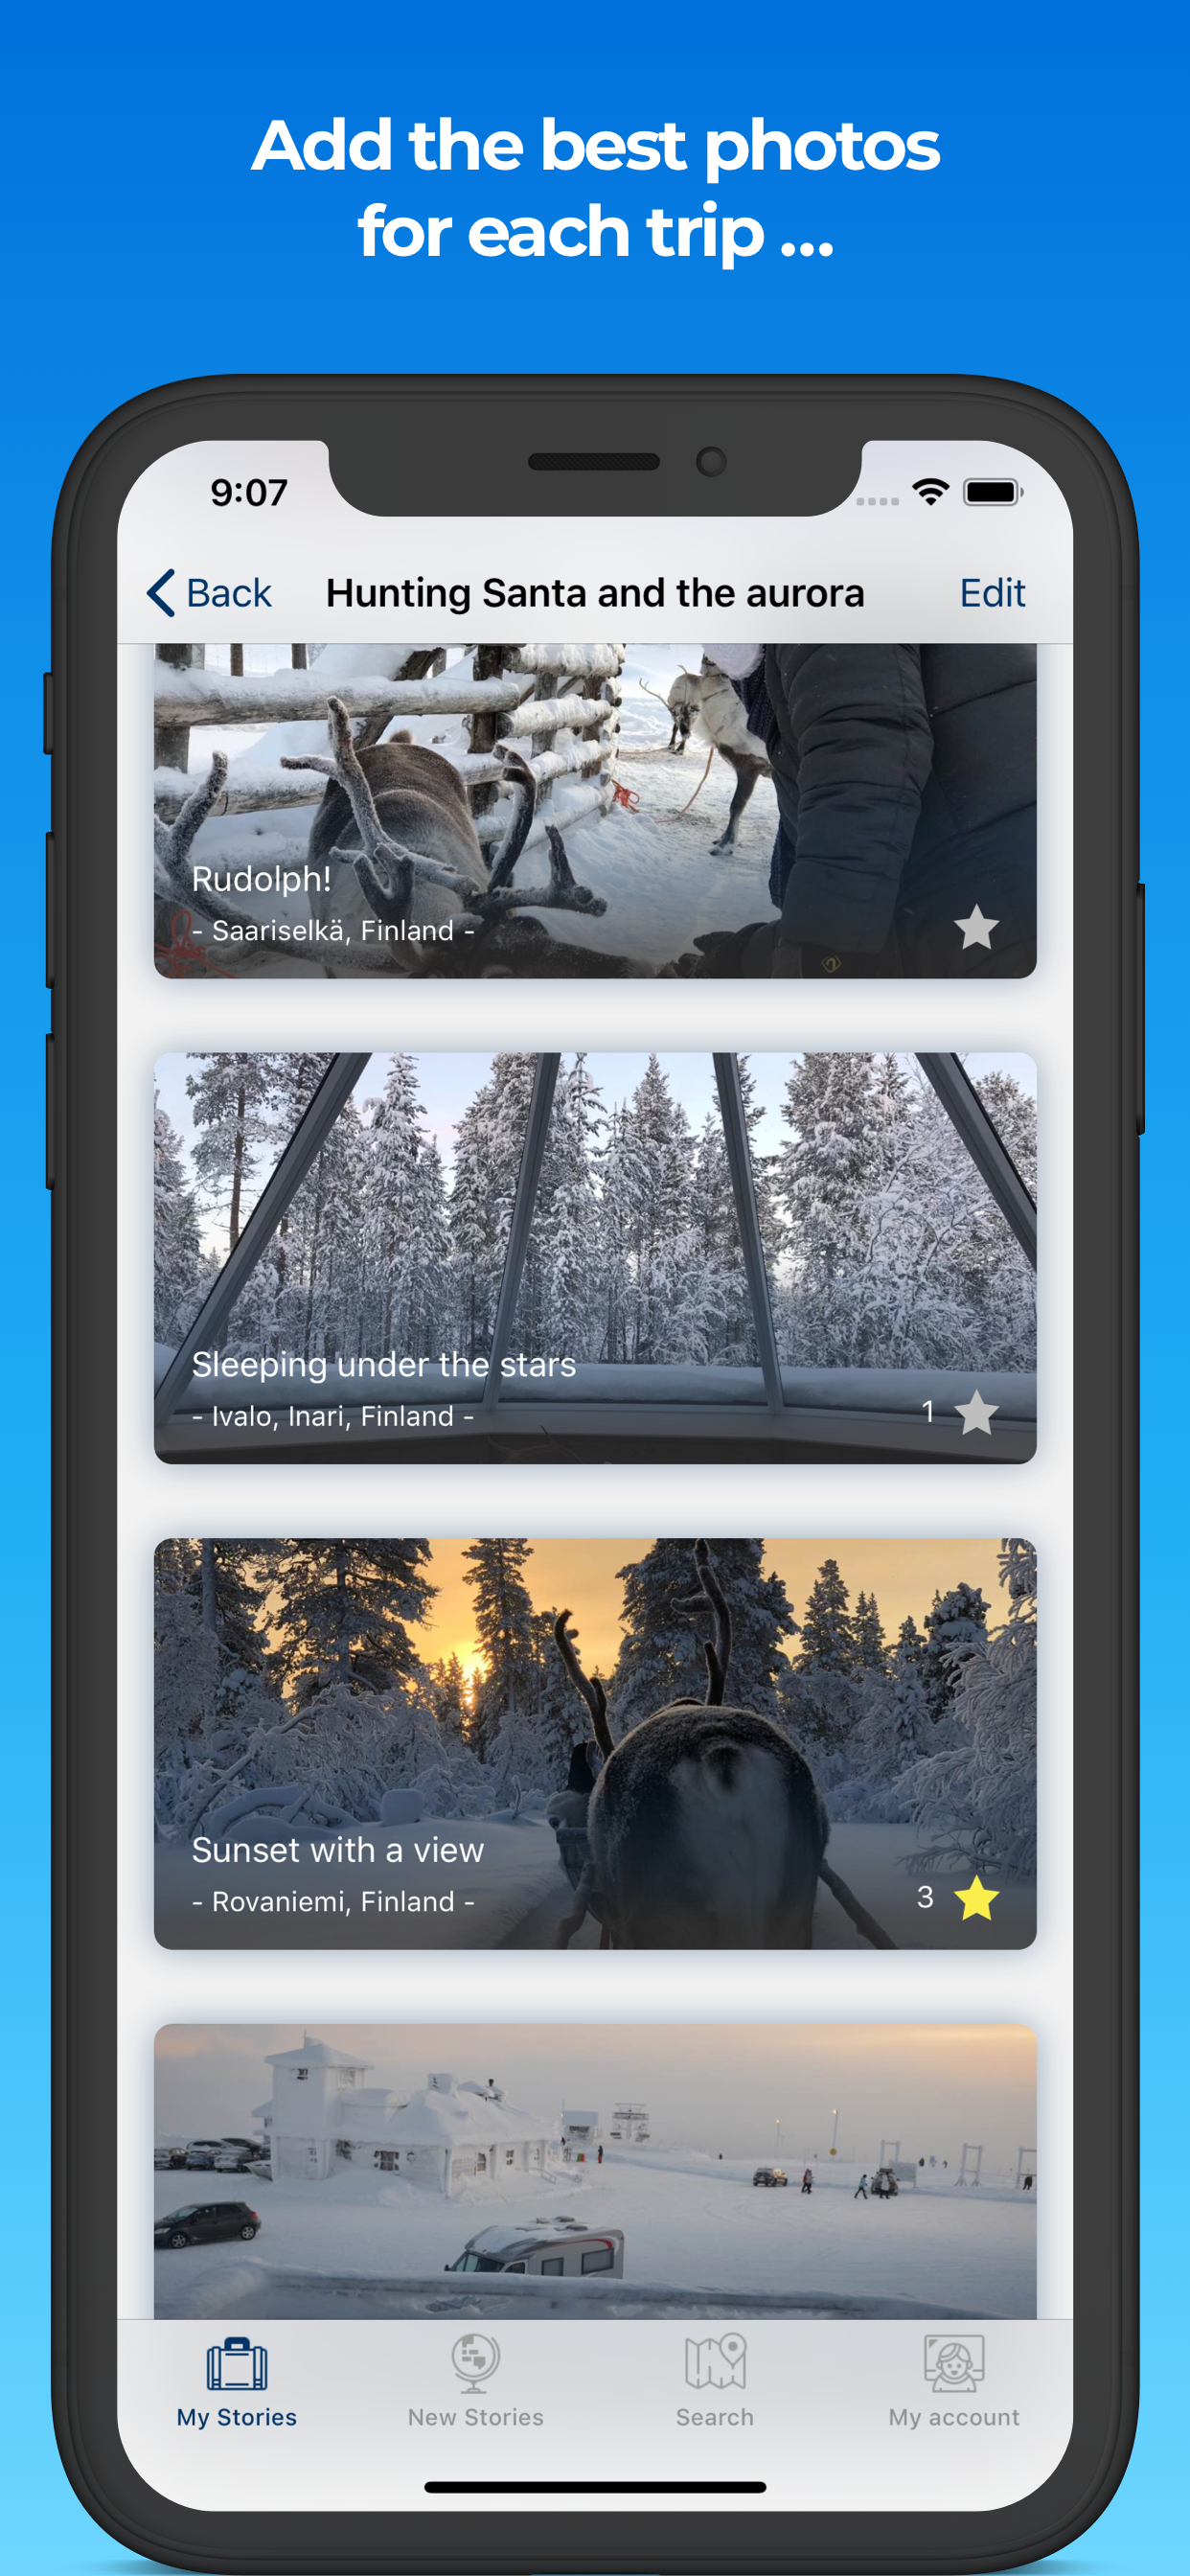 Add the best photos
for each trip ...
9:07
Back
Hunting Santa and the aurora
Edit
Rudolph!
- Saariselkä, Finland -
Sleeping under the stars
- Ivalo, Inari, Finland -
1
Sunset with a view
- Rovaniemi, Finland -
3
My Stories
New Stories
Search
My account